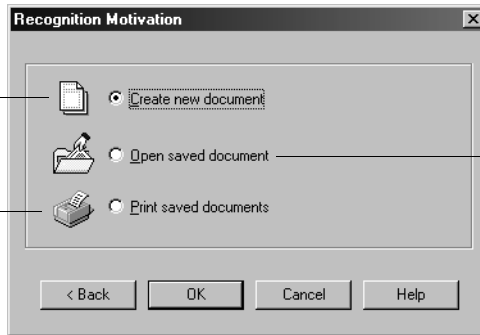 Recognition Motivation
Create new document
Open saved document
Print saved documents
< Back OK Cancel Help